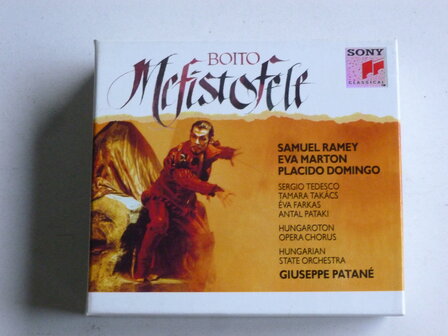 BOITO
Mefistofele
SONY
CLASSICAL
SAMUEL RAMEY
EVA MARTON
PLACIDO DOMINGO
SERGIO TEDESCO
TAMARA TAKÁCS
ÉVA FARKAS
ANTAL PATAKI
HUNGAROTON
OPERA CHORUS
HUNGARIAN
STATE ORCHESTRA
GIUSEPPE PATANÉ